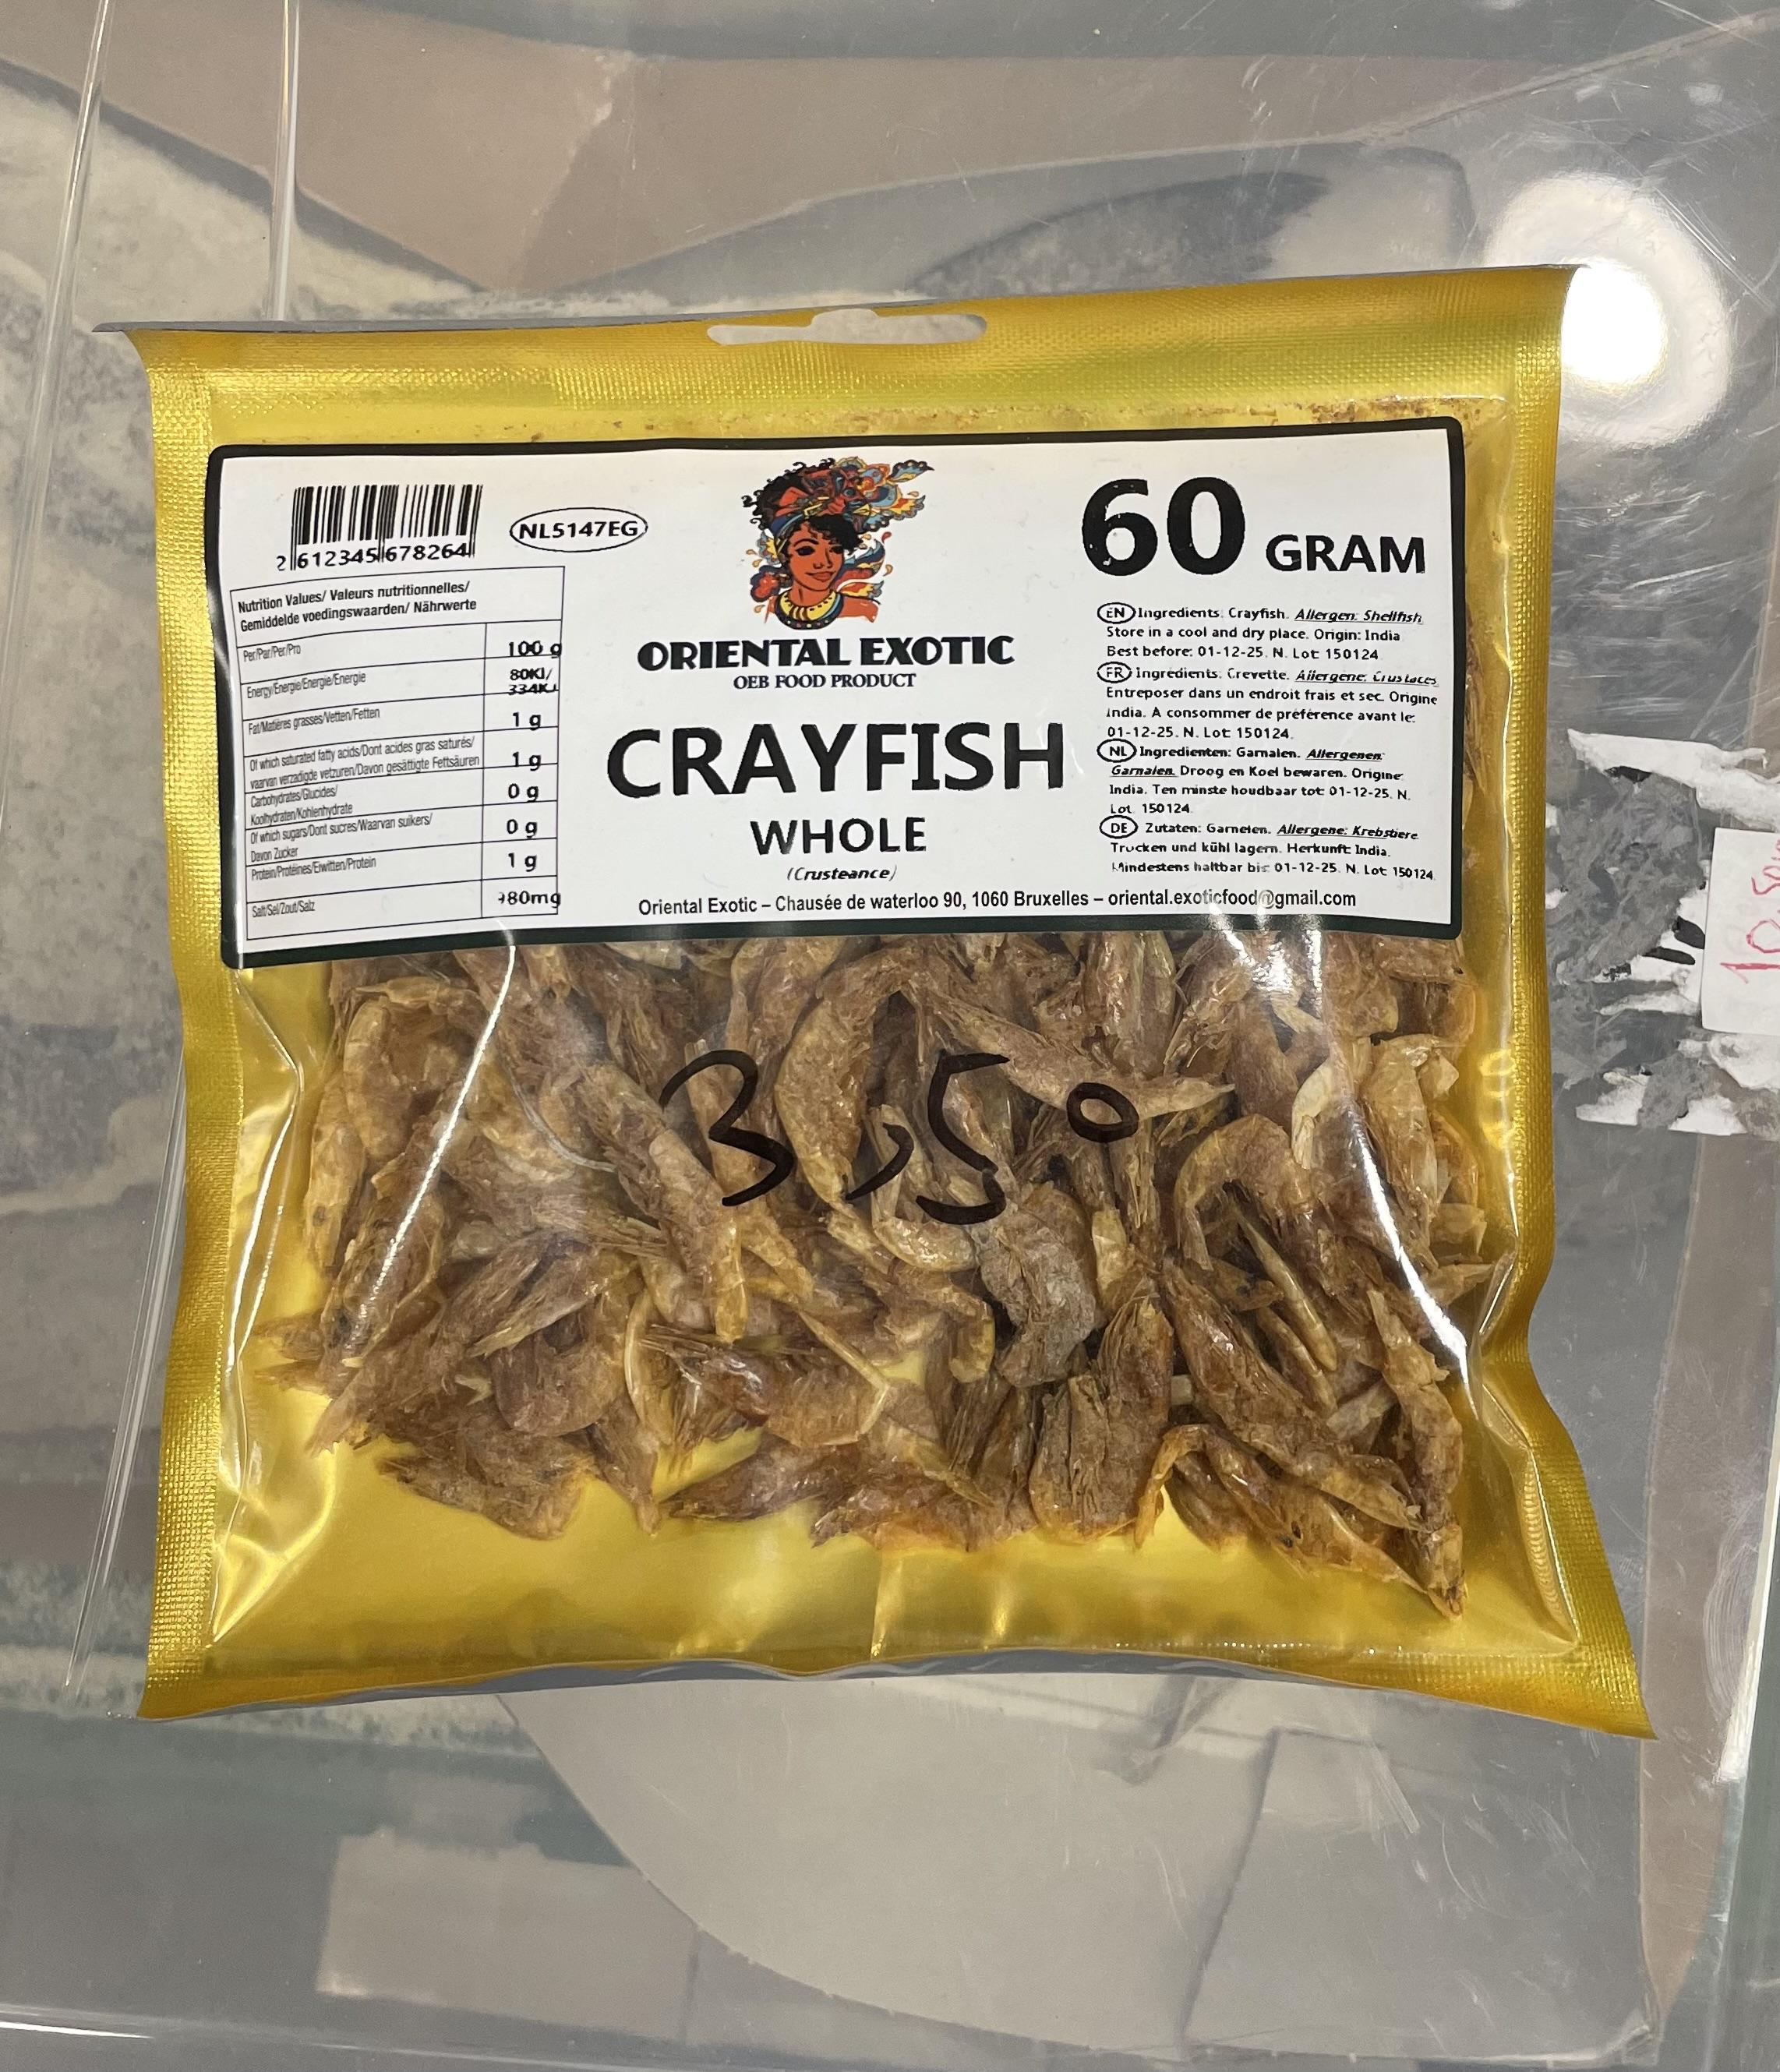 2 612345 678264
NL5147EG
Nutrition Values/ Valeurs nutritionnelles/
Gemiddelde voedingswaarden/ Nährwerte
Per/Par/Per/Pro 100 g
Energy/Energie/Energie/Energie 80KI/
334KJ
Fat/Matières grasses/Vetten/Fetten 1 g
Of which saturated fatty acids/Dont acides gras saturés/
vaarvan verzadigde vetzuren/Davon gesättigte Fettsäuren 1 g
Carbohydrates/Glucides/
Koolhydraten/Kohlenhydrate 0 g
Of which sugars/Dont sucres/Waarvan suikers/
Davon Zucker 0 g
Protein/Protéines/Eiwitten/Protein 1 g
Salt/Sel/Zout/Salz 80mg
ORIENTAL EXOTIC
OEB FOOD PRODUCT
CRAYFISH
WHOLE
(Crusteance)
60 GRAM
EN Ingredients: Crayfish. Allergen: Shellfish
Store in a cool and dry place. Origin: India
Best before: 01-12-25. N. Lot: 150124
FR Ingrédients: Crevette. Allergene: Crustaces
Entreposer dans un endroit frais et sec. Origine
India. A consommer de préférence avant le:
01-12-25. N. Lot: 150124.
NL Ingredienten: Garnalen. Allergenen:
Garnalen. Droog en Koel bewaren. Origine:
India. Ten minste houdbaar tot: 01-12-25. N.
Lot. 150124.
DE Zutaten: Garnelen. Allergene: Krebstiere
Trocken und kühl lagern. Herkunft: India.
Mindestens haltbar bis: 01-12-25. N. Lot: 150124
Oriental Exotic – Chausée de waterloo 90, 1060 Bruxelles – oriental.exoticfood@gmail.com
3,50